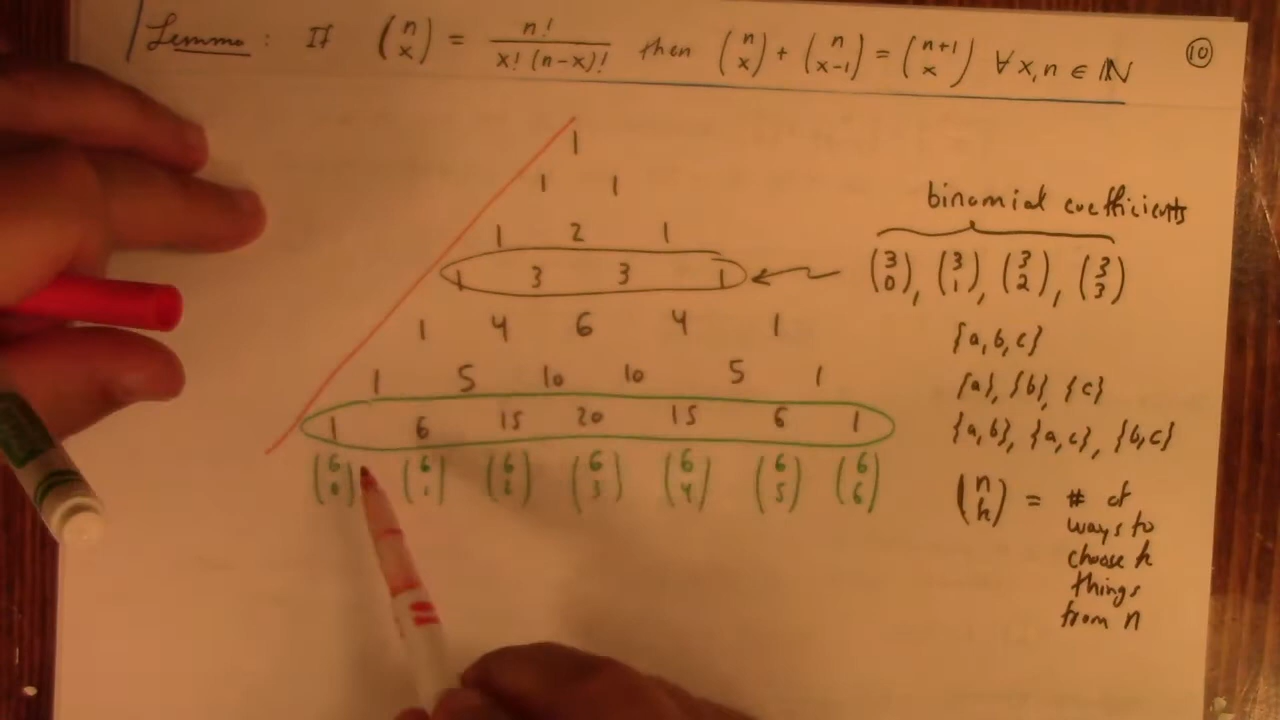 Lemma: If (n x) = n! / x! (n-x)! then (n x) + (n x-1) = (n+1 x) ∀ x, n ∈ ℕ
10
1
1 1
1 2 1
1 3 3 1
1 4 6 4 1
1 5 10 10 5 1
1 6 15 20 15 6 1
(6 0) (6 1) (6 2) (6 3) (6 4) (6 5) (6 6)
binomial coefficients
(3 0), (3 1), (3 2), (3 3)
{a, b, c}
{a}, {b}, {c}
{a, b}, {a, c}, {b, c}
(n k) = # of
ways to
choose k
things
from n